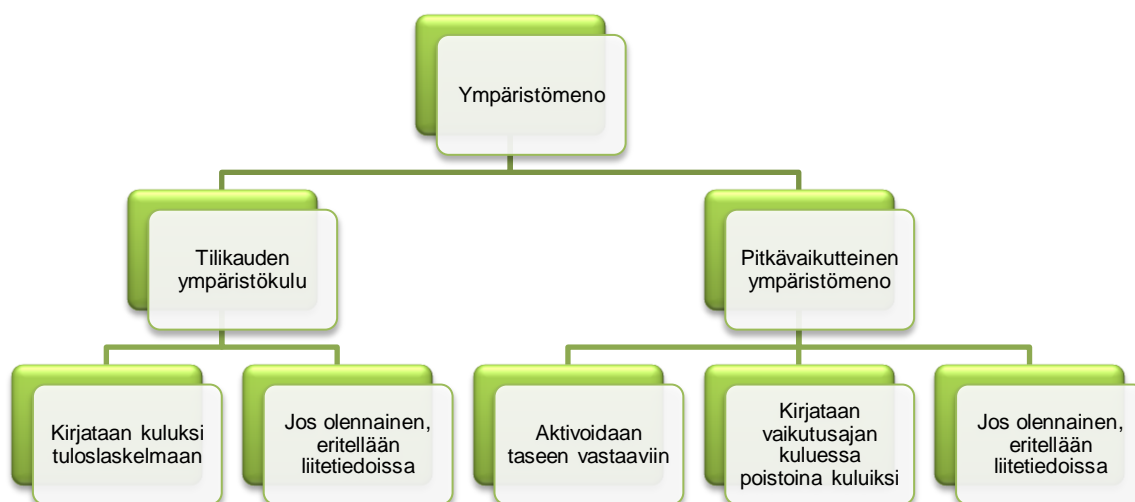 Ympäristömeno
Tilikauden
ympäristökulu
Pitkävaikutteinen
ympäristömeno
Kirjataan kuluksi
tuloslaskelmaan
Jos olennainen,
eritellään
liitetiedoissa
Aktivoidaan
taseen vastaaviin
Kirjataan
vaikutusajan
kuluessa
poistoina kuluiksi
Jos olennainen,
eritellään
liitetiedoissa